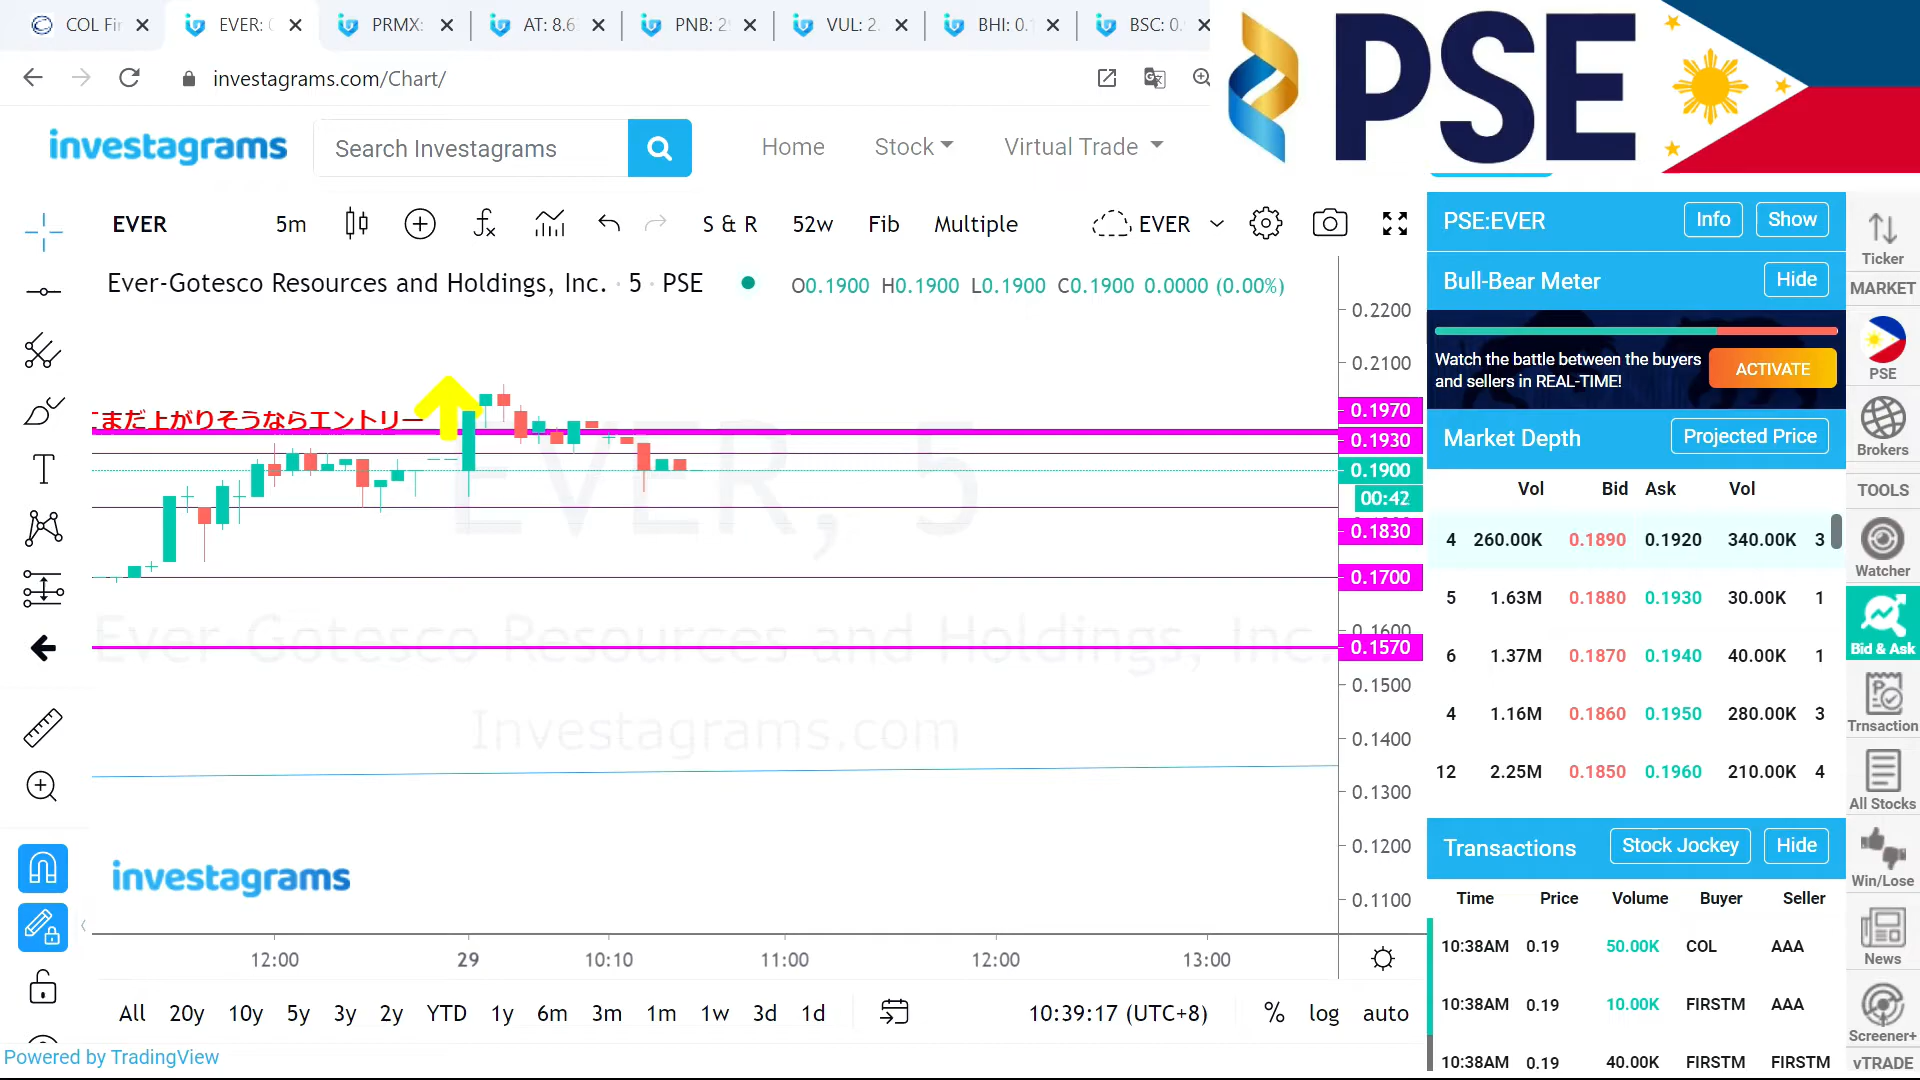 COL Fi
EVER: 0
PRMX:
AT: 8.6
PNB: 2
VUL: 2.
BHI: 0.1
BSC: 0.
PSE
investagrams.com/Chart/
investagrams
Search Investagrams
Home
Stock
Virtual Trade
EVER
5m
S & R
52w
Fib
Multiple
EVER
Ever-Gotesco Resources and Holdings, Inc. · 5 · PSE
O0.1900 H0.1900 L0.1900 C0.1900 0.0000 (0.00%)
まだ上がりそうならエントリー
EVER, 5
Ever-Gotesco Resources and Holdings, Inc.
Investagrams.com
0.2200
0.2100
0.1970
0.1930
0.1900
00:42
0.1830
0.1700
0.1600
0.1570
0.1500
0.1400
0.1300
0.1200
0.1100
investagrams
12:00
29
10:10
11:00
12:00
13:00
All 20y 10y 5y 3y 2y YTD 1y 6m 3m 1m 1w 3d 1d
10:39:17 (UTC+8)
% log auto
Powered by TradingView
PSE:EVER
Info
Show
Bull-Bear Meter
Hide
Watch the battle between the buyers
and sellers in REAL-TIME!
ACTIVATE
Market Depth
Projected Price
Vol Bid Ask Vol
4 260.00K 0.1890 0.1920 340.00K 3
5 1.63M 0.1880 0.1930 30.00K 1
6 1.37M 0.1870 0.1940 40.00K 1
4 1.16M 0.1860 0.1950 280.00K 3
12 2.25M 0.1850 0.1960 210.00K 4
Transactions
Stock Jockey
Hide
Time Price Volume Buyer Seller
10:38AM 0.19 50.00K COL AAA
10:38AM 0.19 10.00K FIRSTM AAA
10:38AM 0.19 40.00K FIRSTM FIRSTM
Ticker
MARKET
PSE
Brokers
TOOLS
Watcher
Bid & Ask
Trnsaction
All Stocks
Win/Lose
News
Screener+
vTRADE